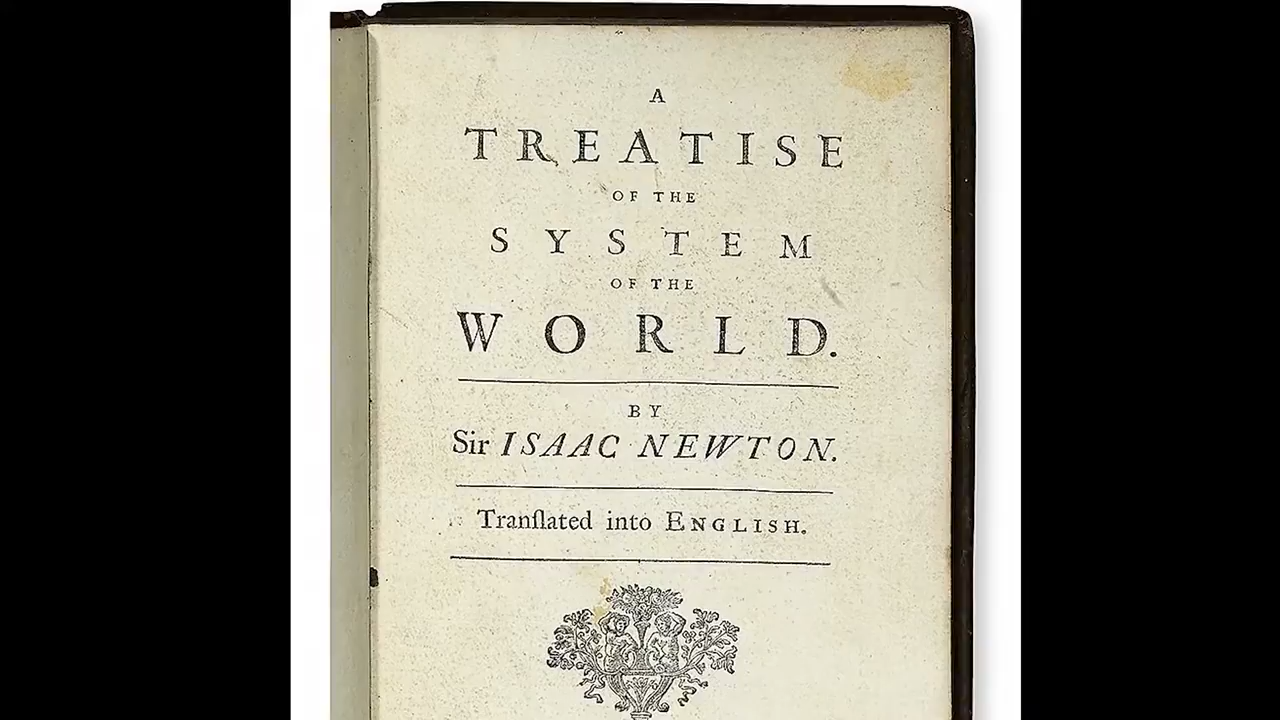 A
TREATISE
OF THE
SYSTEM
OF THE
WORLD.
BY
Sir ISAAC NEWTON.
Tranſlated into ENGLISH.